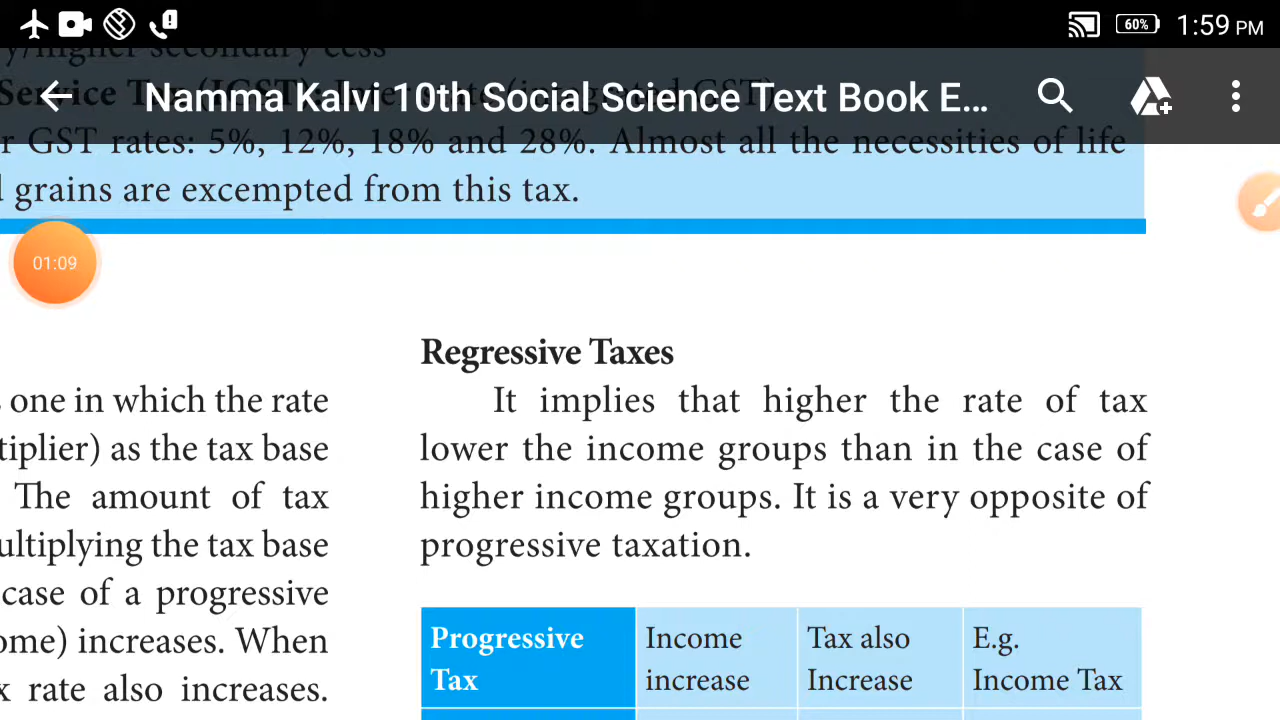 60% 1:59 PM
y/higher secondary cess
Namma Kalvi 10th Social Science Text Book E...
r GST rates: 5%, 12%, 18% and 28%. Almost all the necessities of life
grains are excempted from this tax.
01:09
one in which the rate
tiplier) as the tax base
The amount of tax
ultiplying the tax base
case of a progressive
ome) increases. When
x rate also increases.
Regressive Taxes
It implies that higher the rate of tax
lower the income groups than in the case of
higher income groups. It is a very opposite of
progressive taxation.
Progressive Tax
Income increase
Tax also Increase
E.g. Income Tax